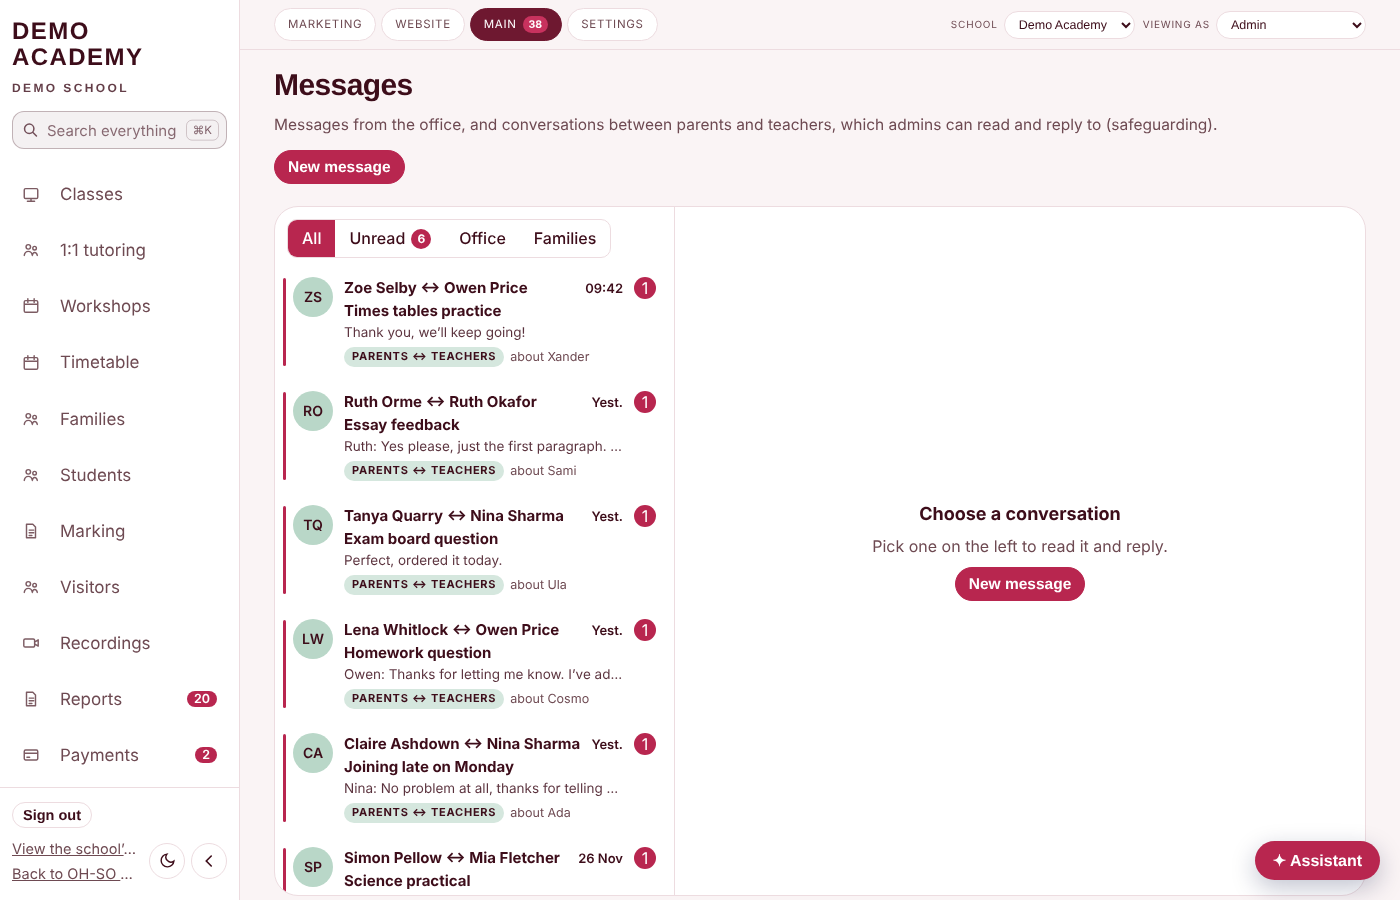 DEMO
ACADEMY
DEMO SCHOOL
Search everything ⌘K
Classes
1:1 tutoring
Workshops
Timetable
Families
Students
Marking
Visitors
Recordings
Reports 20
Payments 2
Sign out
View the school'...
Back to OH-SO ...
MARKETING WEBSITE MAIN 38 SETTINGS
SCHOOL Demo Academy VIEWING AS Admin
Messages
Messages from the office, and conversations between parents and teachers, which admins can read and reply to (safeguarding).
New message
All Unread 6 Office Families
ZS Zoe Selby ↔ Owen Price 09:42 1
Times tables practice
Thank you, we'll keep going!
PARENTS ↔ TEACHERS about Xander
RO Ruth Orme ↔ Ruth Okafor Yest. 1
Essay feedback
Ruth: Yes please, just the first paragraph. ...
PARENTS ↔ TEACHERS about Sami
TQ Tanya Quarry ↔ Nina Sharma Yest. 1
Exam board question
Perfect, ordered it today.
PARENTS ↔ TEACHERS about Ula
LW Lena Whitlock ↔ Owen Price Yest. 1
Homework question
Owen: Thanks for letting me know. I've ad...
PARENTS ↔ TEACHERS about Cosmo
CA Claire Ashdown ↔ Nina Sharma Yest. 1
Joining late on Monday
Nina: No problem at all, thanks for telling ...
PARENTS ↔ TEACHERS about Ada
SP Simon Pellow ↔ Mia Fletcher 26 Nov 1
Science practical
Choose a conversation
Pick one on the left to read it and reply.
New message
✦ Assistant